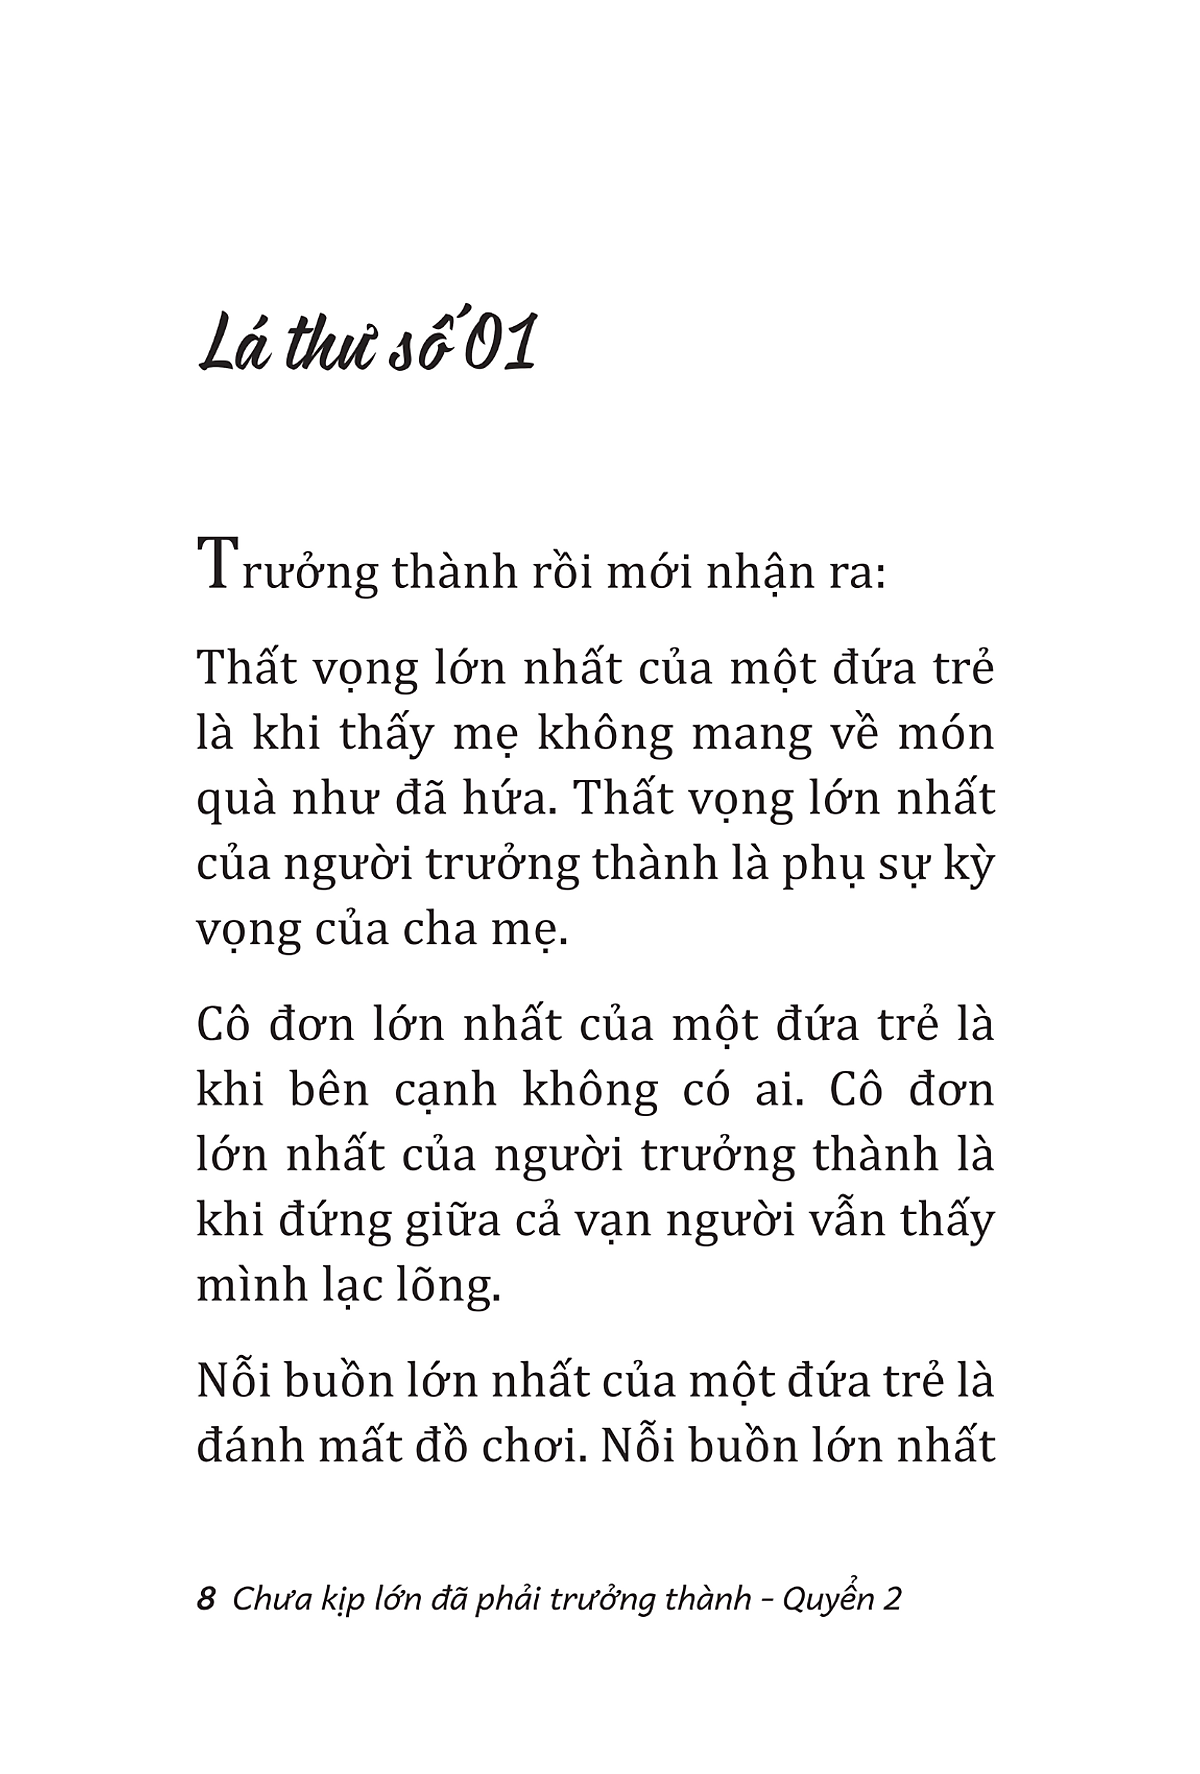 Lá thư số 01
Trưởng thành rồi mới nhận ra:
Thất vọng lớn nhất của một đứa trẻ
là khi thấy mẹ không mang về món
quà như đã hứa. Thất vọng lớn nhất
của người trưởng thành là phụ sự kỳ
vọng của cha mẹ.
Cô đơn lớn nhất của một đứa trẻ là
khi bên cạnh không có ai. Cô đơn
lớn nhất của người trưởng thành là
khi đứng giữa cả vạn người vẫn thấy
mình lạc lõng.
Nỗi buồn lớn nhất của một đứa trẻ là
đánh mất đồ chơi. Nỗi buồn lớn nhất
8 Chưa kịp lớn đã phải trưởng thành – Quyển 2